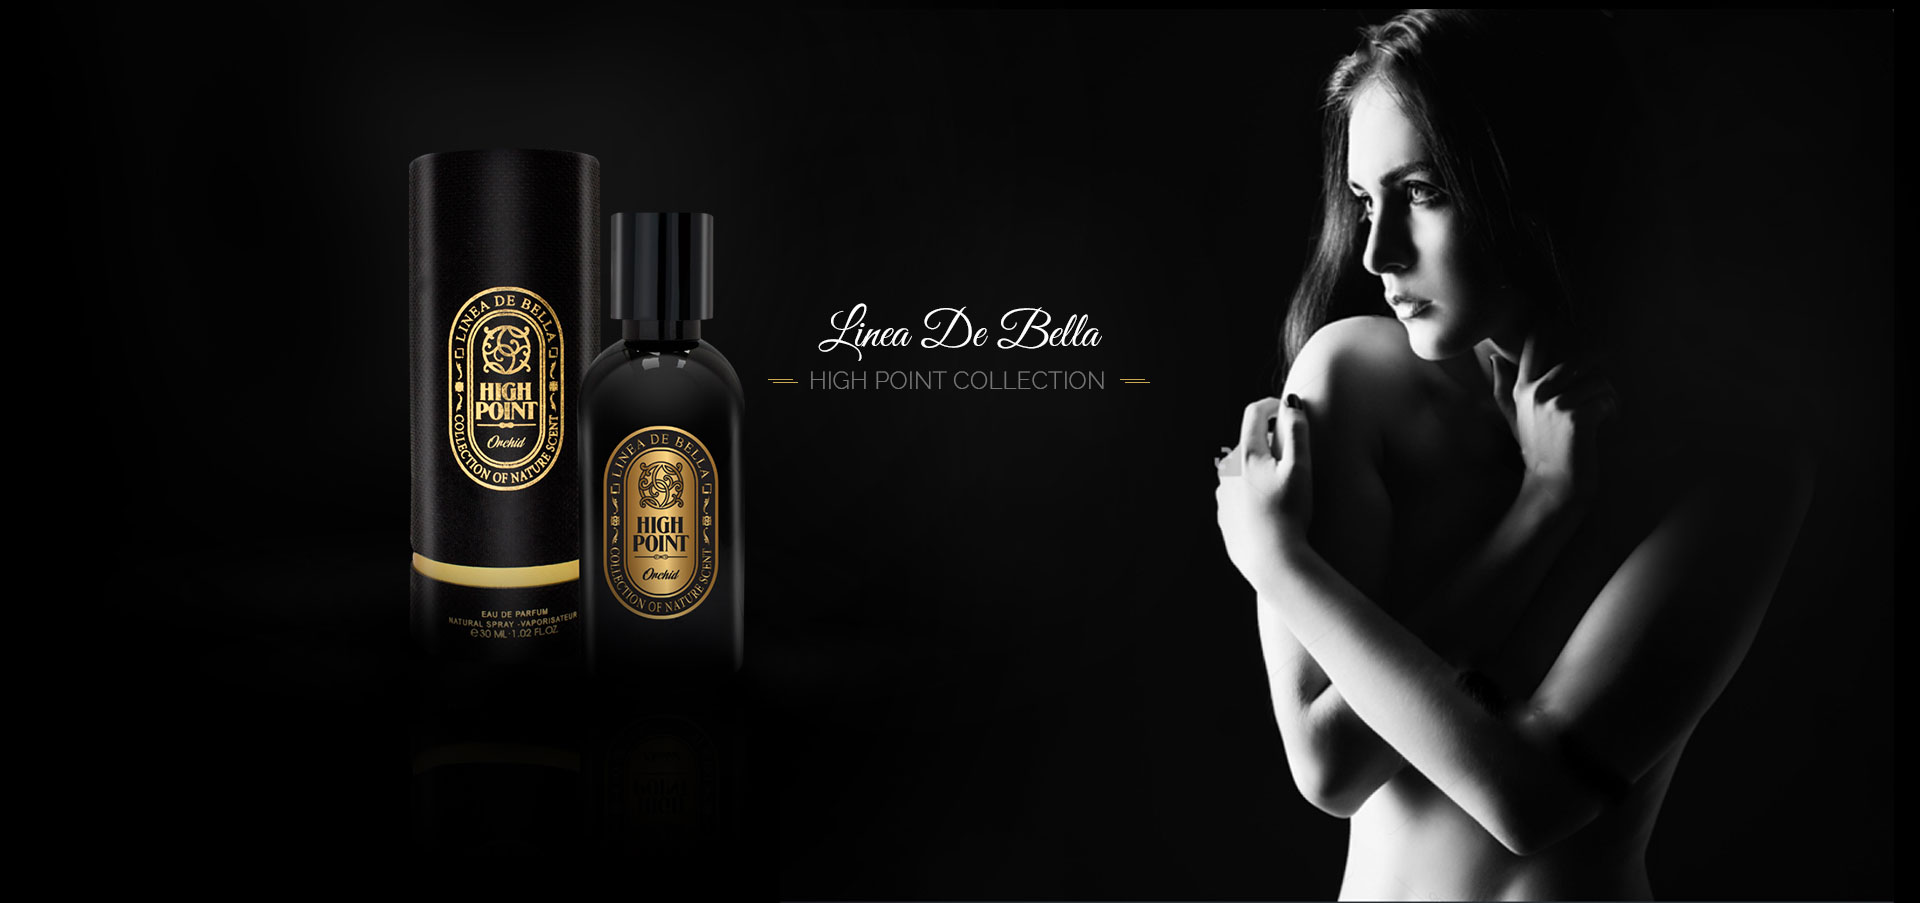 LINEA DE BELLA
HIGH
POINT
Orchid
COLLECTION OF NATURE SCENT
EAU DE PARFUM
NATURAL SPRAY -VAPORISATEUR
℮30 ML·1.02 FL.OZ.
LINEA DE BELLA
HIGH
POINT
Orchid
COLLECTION OF NATURE SCENT
Linea De Bella
HIGH POINT COLLECTION